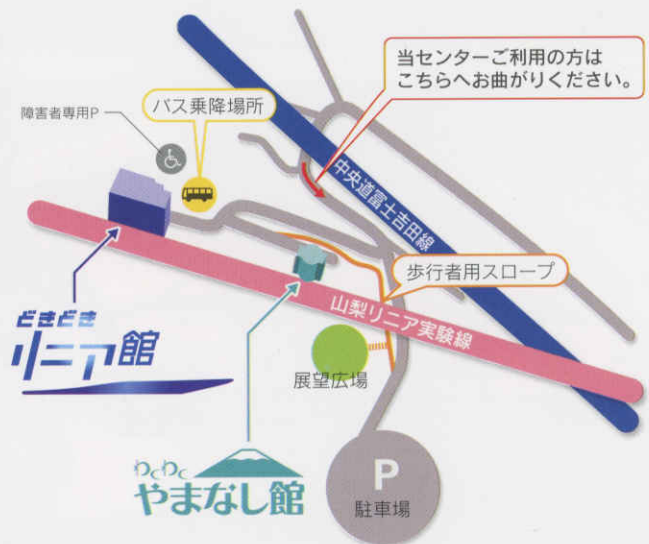 当センターご利用の方は
こちらへお曲がりください。
障害者専用P
バス乗降場所
中央道富士吉田線
歩行者用スロープ
山梨リニア実験線
どきどき
リニア館
展望広場
わくわく
やまなし館
P
駐車場